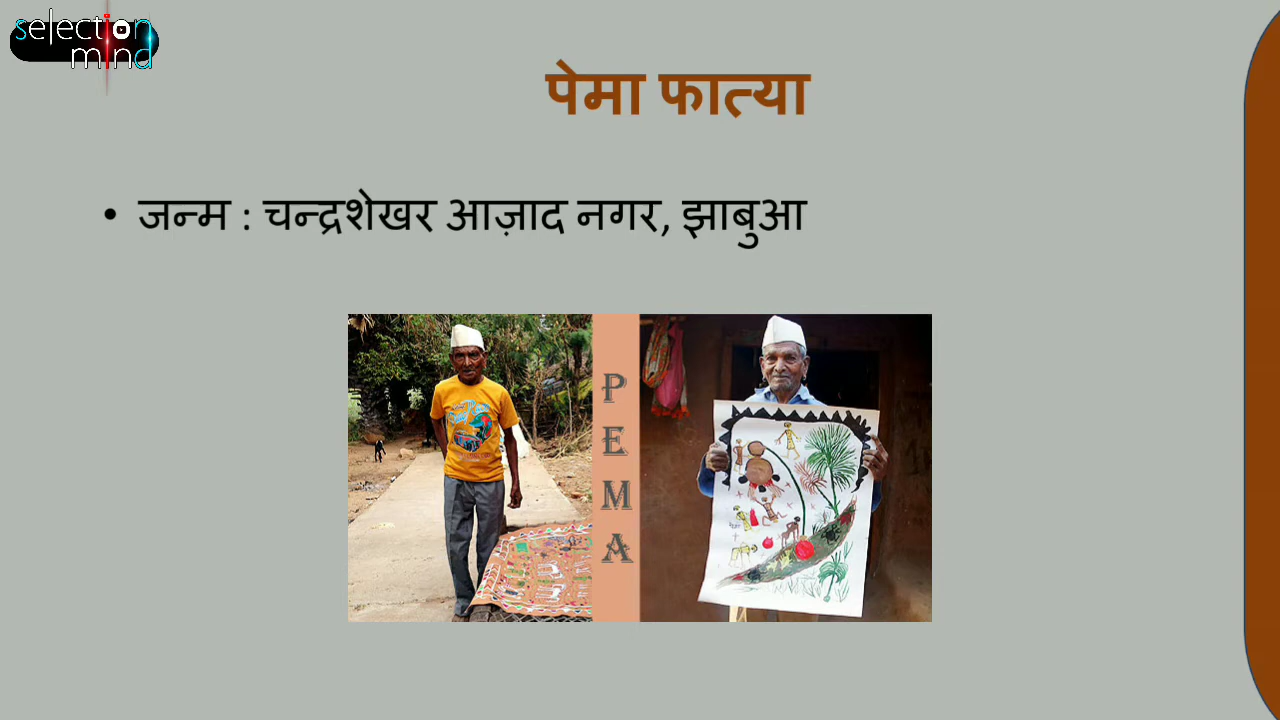 selection
mind
पेमा फात्या
• जन्म : चन्द्रशेखर आज़ाद नगर, झाबुआ
P
E
M
A